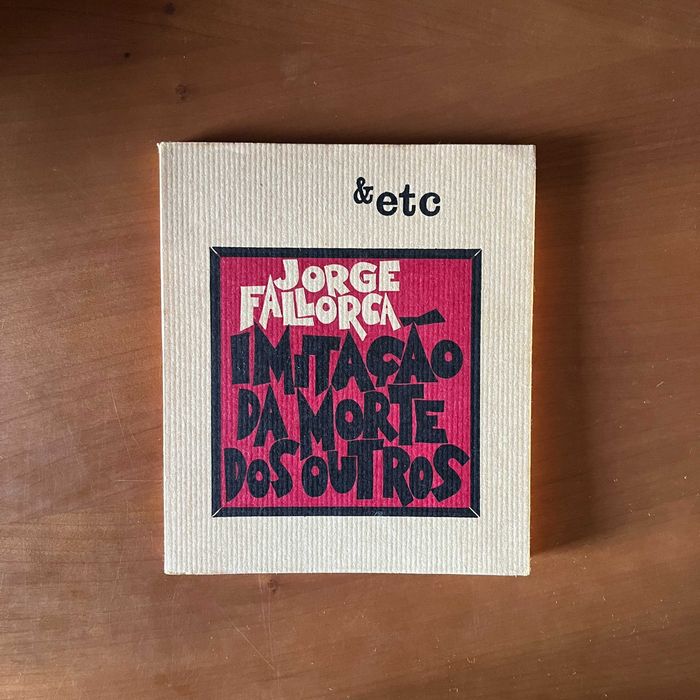 & etc
JORGE
FALLORCA
IMITAÇÃO
DA MORTE
DOS OUTROS